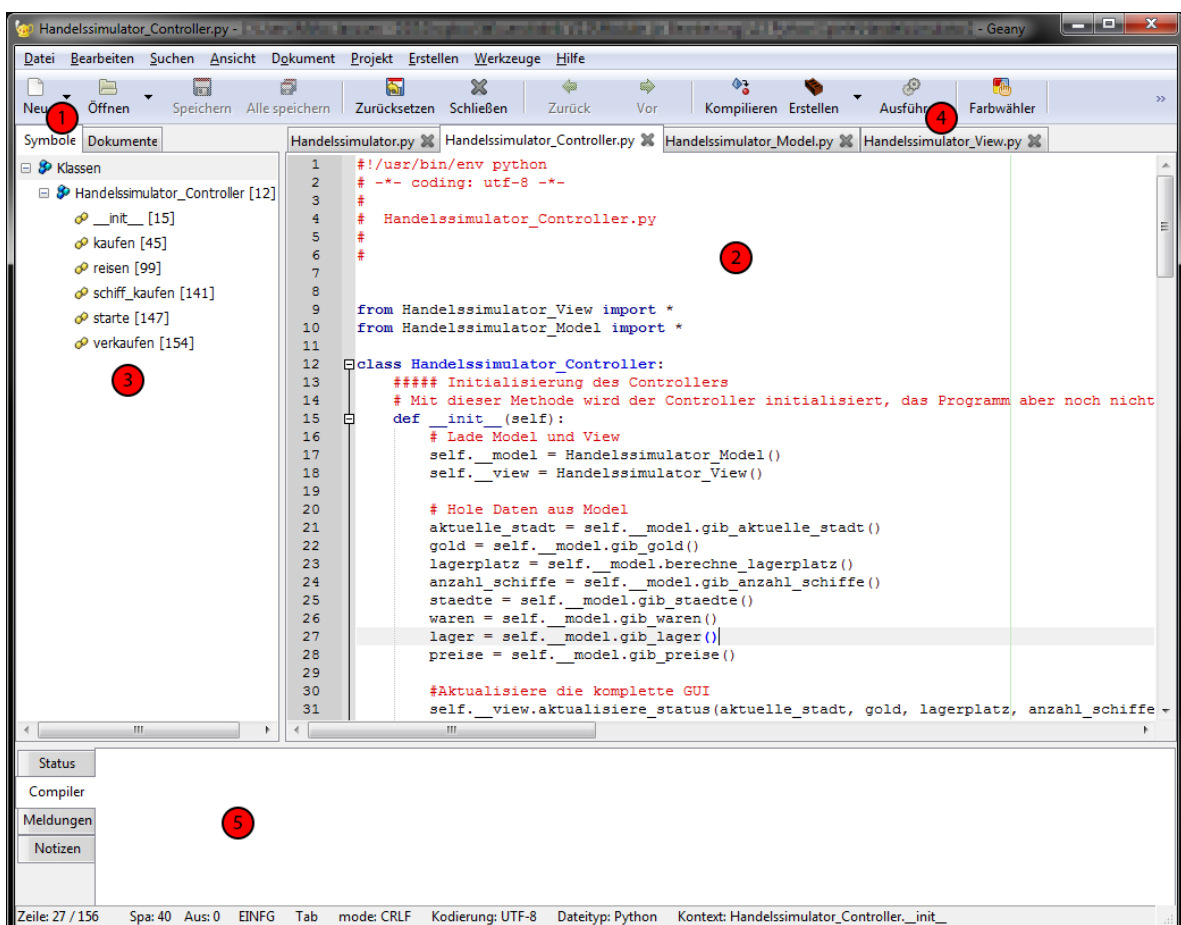 Handelssimulator_Controller.py - - Geany
Datei Bearbeiten Suchen Ansicht Dokument Projekt Erstellen Werkzeuge Hilfe
Neu Öffnen Speichern Alle speichern Zurücksetzen Schließen Zurück Vor Kompilieren Erstellen Ausführ Farbwähler »
1
4
Symbole Dokumente
Handelssimulator.py Handelssimulator_Controller.py Handelssimulator_Model.py Handelssimulator_View.py
Klassen
Handelssimulator_Controller [12]
__init__ [15]
kaufen [45]
reisen [99]
schiff_kaufen [141]
starte [147]
verkaufen [154]
3
1 #!/usr/bin/env python
2 # -*- coding: utf-8 -*-
3 #
4 #  Handelssimulator_Controller.py
5 #
6 #
2
7
8
9 from Handelssimulator_View import *
10 from Handelssimulator_Model import *
11
12 class Handelssimulator_Controller:
13     ##### Initialisierung des Controllers
14     # Mit dieser Methode wird der Controller initialisiert, das Programm aber noch nicht
15     def __init__(self):
16         # Lade Model und View
17         self.__model = Handelssimulator_Model()
18         self.__view = Handelssimulator_View()
19
20         # Hole Daten aus Model
21         aktuelle_stadt = self.__model.gib_aktuelle_stadt()
22         gold = self.__model.gib_gold()
23         lagerplatz = self.__model.berechne_lagerplatz()
24         anzahl_schiffe = self.__model.gib_anzahl_schiffe()
25         staedte = self.__model.gib_staedte()
26         waren = self.__model.gib_waren()
27         lager = self.__model.gib_lager()
28         preise = self.__model.gib_preise()
29
30         #Aktualisiere die komplette GUI
31         self.__view.aktualisiere_status(aktuelle_stadt, gold, lagerplatz, anzahl_schiffe
Status
Compiler
Meldungen
Notizen
5
Zeile: 27 / 156 Spa: 40 Aus: 0 EINFG Tab mode: CRLF Kodierung: UTF-8 Dateityp: Python Kontext: Handelssimulator_Controller.__init__